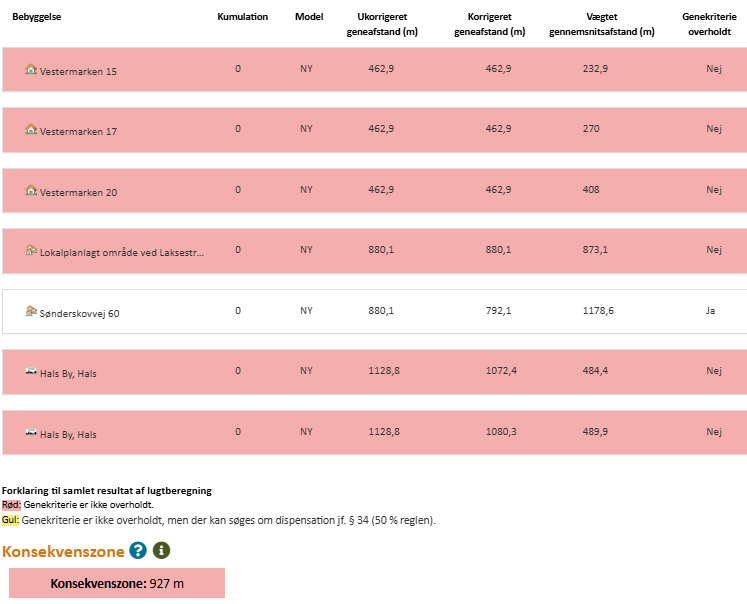 Bebyggelse Kumulation Model Ukorrigeret geneafstand (m) Korrigeret geneafstand (m) Vægtet gennemsnitsafstand (m) Genekriterie overholdt
Vestermarken 15 0 NY 462,9 462,9 232,9 Nej
Vestermarken 17 0 NY 462,9 462,9 270 Nej
Vestermarken 20 0 NY 462,9 462,9 408 Nej
Lokalplanlagt område ved Laksestr... 0 NY 880,1 880,1 873,1 Nej
Sønderskovvej 60 0 NY 880,1 792,1 1178,6 Ja
Hals By, Hals 0 NY 1128,8 1072,4 484,4 Nej
Hals By, Hals 0 NY 1128,8 1080,3 489,9 Nej
Forklaring til samlet resultat af lugtberegning
Rød: Genekriterie er ikke overholdt.
Gul: Genekriterie er ikke overholdt, men der kan søges om dispensation jf. § 34 (50 % reglen).
Konsekvenszone ? i
Konsekvenszone: 927 m